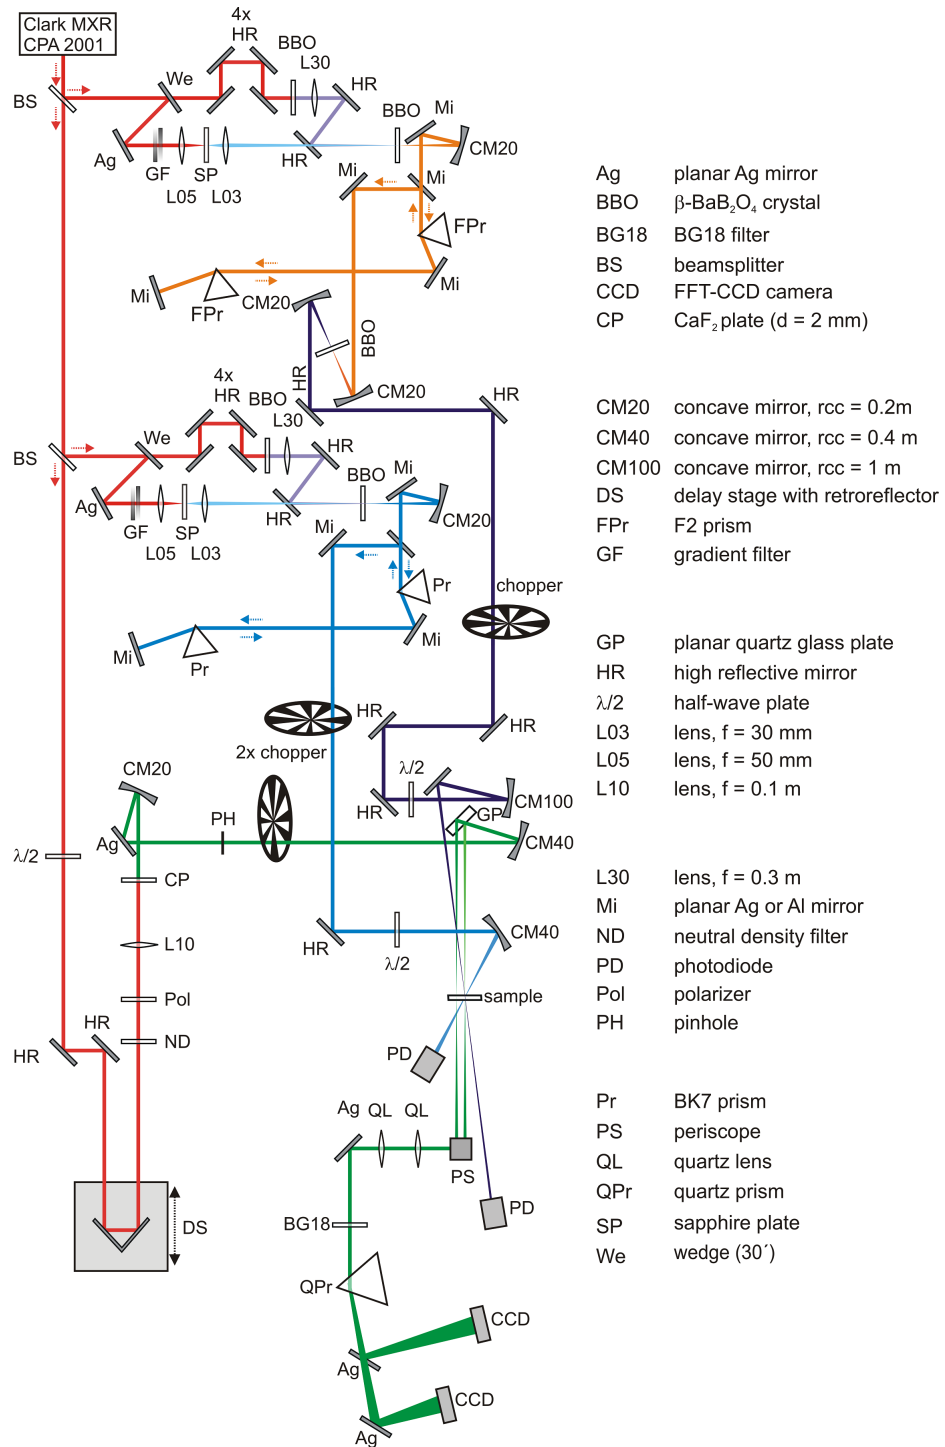 Clark MXR
CPA 2001
4x
HR
BBO
L30
We
HR
BS
BBO
Mi
CM20
Ag
GF
SP
L05
L03
HR
Mi
Mi
FPr
Mi
Mi
FPr
CM20
BBO
HR
CM20
HR
4x
HR
BBO
L30
We
HR
BS
BBO
Mi
CM20
Ag
GF
SP
L05
L03
HR
Mi
Pr
chopper
Mi
Mi
Pr
HR
HR
2x chopper
CM20
λ/2
CM100
HR
GP
PH
Ag
CM40
λ/2
CP
L10
HR
λ/2
CM40
Pol
sample
HR
HR
ND
PD
Ag
QL
QL
PS
PD
DS
BG18
QPr
CCD
Ag
CCD
Ag
Ag planar Ag mirror
BBO β-BaB₂O₄ crystal
BG18 BG18 filter
BS beamsplitter
CCD FFT-CCD camera
CP CaF₂ plate (d = 2 mm)
CM20 concave mirror, rcc = 0.2m
CM40 concave mirror, rcc = 0.4 m
CM100 concave mirror, rcc = 1 m
DS delay stage with retroreflector
FPr F2 prism
GF gradient filter
GP planar quartz glass plate
HR high reflective mirror
λ/2 half-wave plate
L03 lens, f = 30 mm
L05 lens, f = 50 mm
L10 lens, f = 0.1 m
L30 lens, f = 0.3 m
Mi planar Ag or Al mirror
ND neutral density filter
PD photodiode
Pol polarizer
PH pinhole
Pr BK7 prism
PS periscope
QL quartz lens
QPr quartz prism
SP sapphire plate
We wedge (30´)